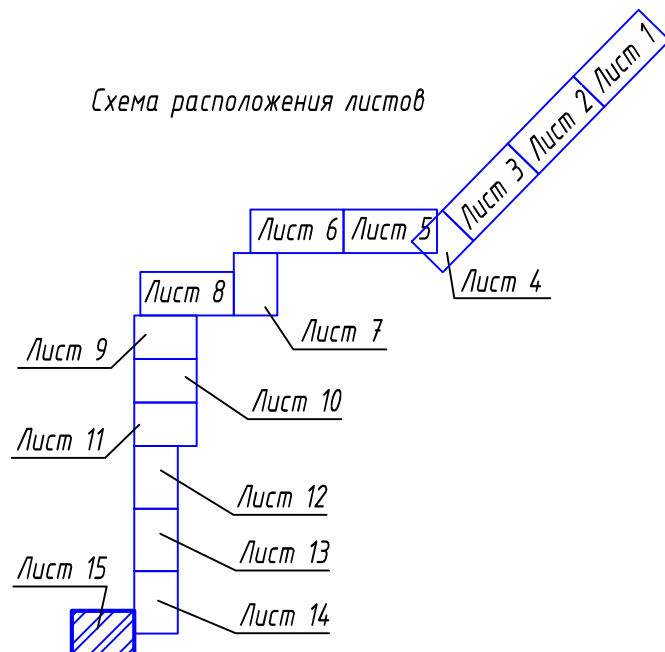 Схема расположения листов
Лист 1
Лист 2
Лист 3
Лист 4
Лист 5
Лист 6
Лист 7
Лист 8
Лист 9
Лист 10
Лист 11
Лист 12
Лист 13
Лист 14
Лист 15